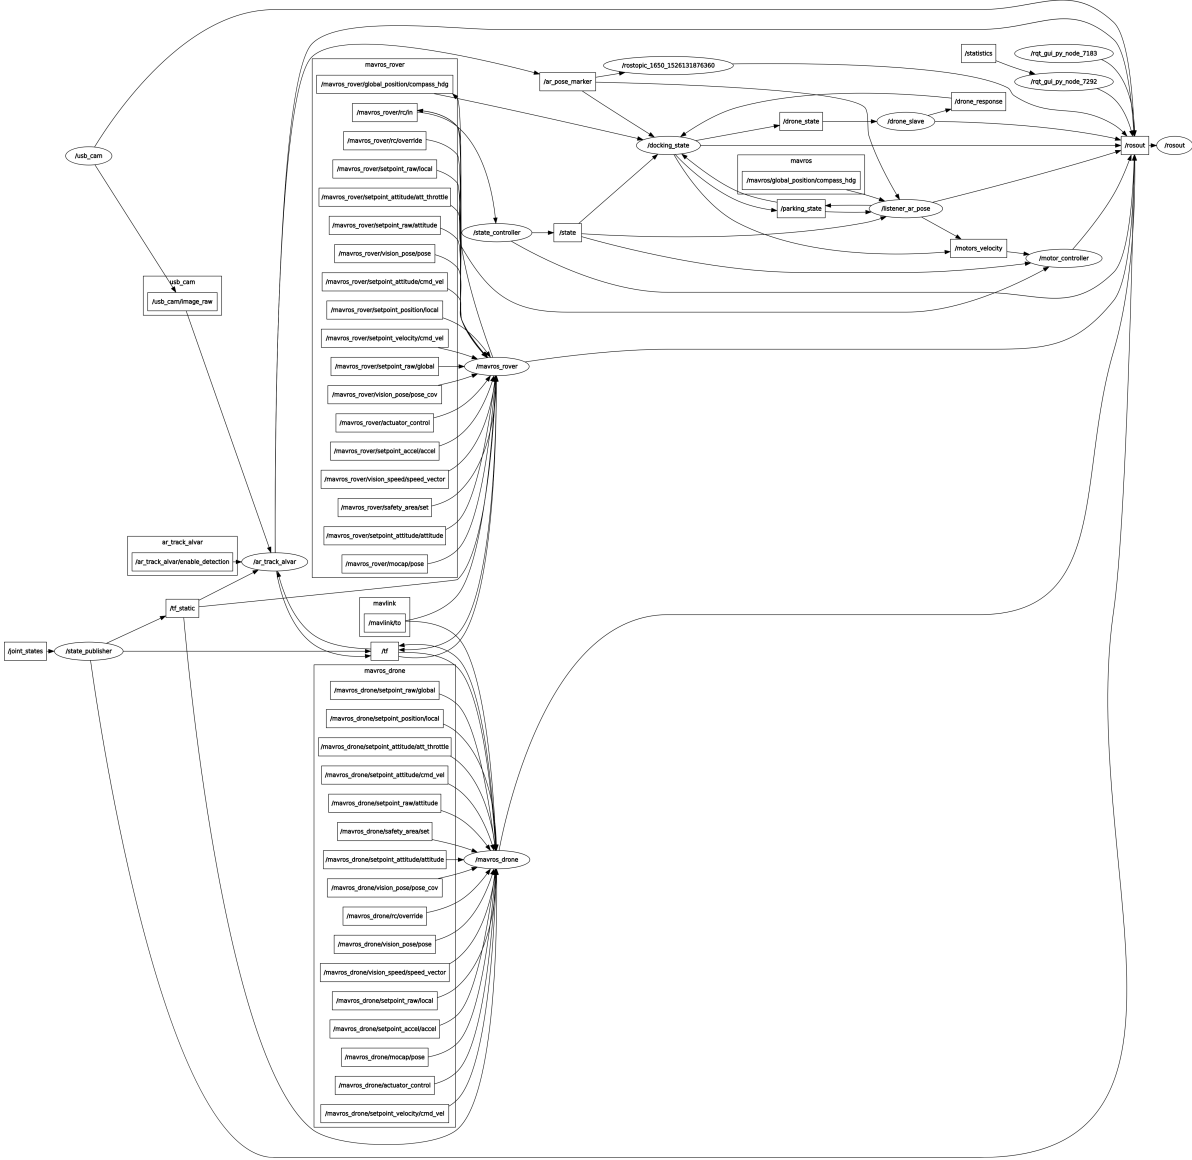 mavros_rover
/mavros_rover/global_position/compass_hdg
/mavros_rover/rc/in
/mavros_rover/rc/override
/mavros_rover/setpoint_raw/local
/mavros_rover/setpoint_attitude/att_throttle
/mavros_rover/setpoint_raw/attitude
/mavros_rover/vision_pose/pose
/mavros_rover/setpoint_attitude/cmd_vel
/mavros_rover/setpoint_position/local
/mavros_rover/setpoint_velocity/cmd_vel
/mavros_rover/setpoint_raw/global
/mavros_rover/vision_pose/pose_cov
/mavros_rover/actuator_control
/mavros_rover/setpoint_accel/accel
/mavros_rover/vision_speed/speed_vector
/mavros_rover/safety_area/set
/mavros_rover/setpoint_attitude/attitude
/mavros_rover/mocap/pose
/usb_cam
usb_cam
/usb_cam/image_raw
ar_track_alvar
/ar_track_alvar/enable_detection
/ar_track_alvar
/tf_static
/joint_states
/state_publisher
mavlink
/mavlink/to
/tf
mavros_drone
/mavros_drone/setpoint_raw/global
/mavros_drone/setpoint_position/local
/mavros_drone/setpoint_attitude/att_throttle
/mavros_drone/setpoint_attitude/cmd_vel
/mavros_drone/setpoint_raw/attitude
/mavros_drone/safety_area/set
/mavros_drone/setpoint_attitude/attitude
/mavros_drone/vision_pose/pose_cov
/mavros_drone/rc/override
/mavros_drone/vision_pose/pose
/mavros_drone/vision_speed/speed_vector
/mavros_drone/setpoint_raw/local
/mavros_drone/setpoint_accel/accel
/mavros_drone/mocap/pose
/mavros_drone/actuator_control
/mavros_drone/setpoint_velocity/cmd_vel
/mavros_rover
/mavros_drone
/state_controller
/state
/ar_pose_marker
/rostopic_1650_1526131876360
/docking_state
/drone_state
/drone_slave
/drone_response
mavros
/mavros/global_position/compass_hdg
/parking_state
/listener_ar_pose
/motors_velocity
/motor_controller
/statistics
/rqt_gui_py_node_7183
/rqt_gui_py_node_7292
/rosout
/rosout